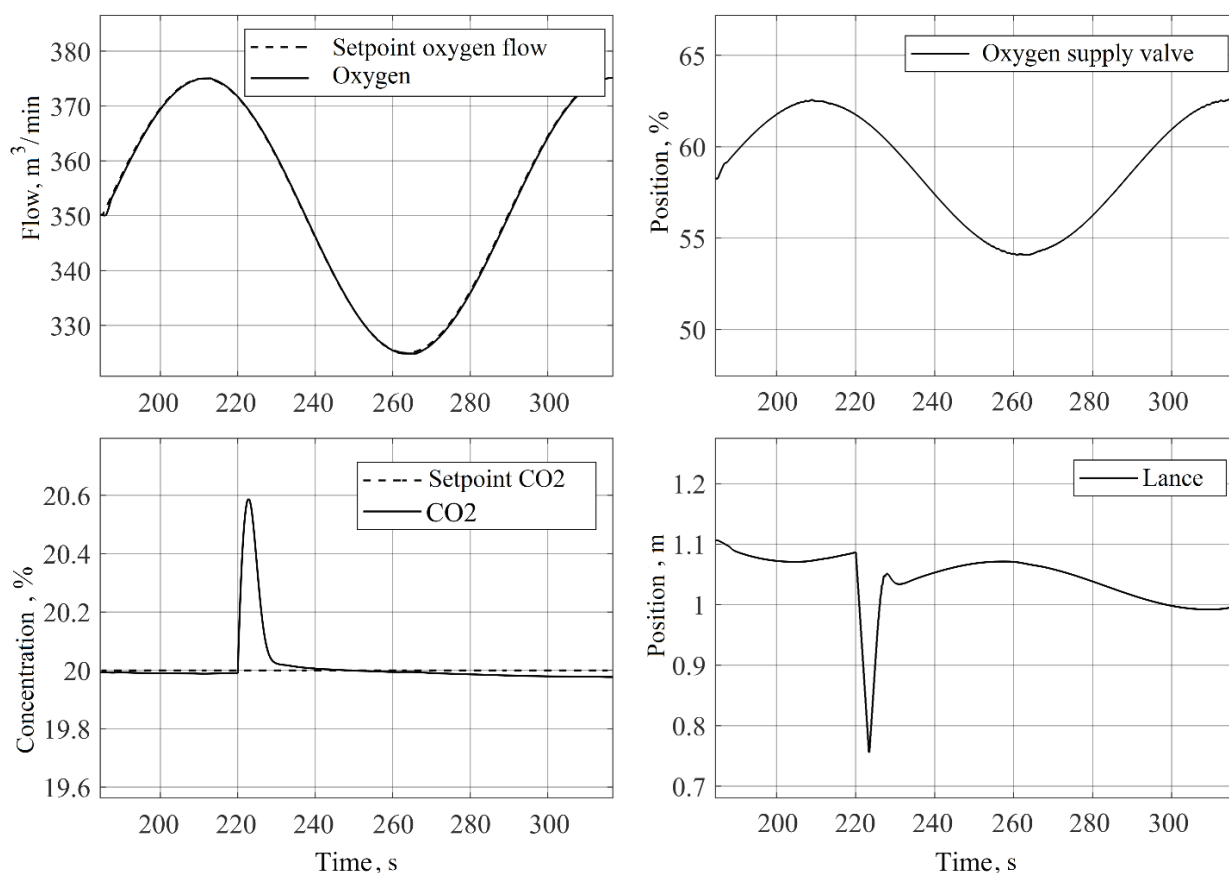 Setpoint oxygen flow
Oxygen
Flow, m³/min
380
370
360
350
340
330
200 220 240 260 280 300
Oxygen supply valve
Position, %
65
60
55
50
200 220 240 260 280 300
Setpoint CO2
CO2
Concentration , %
20.6
20.4
20.2
20
19.8
19.6
200 220 240 260 280 300
Time, s
Lance
Position , m
1.2
1.1
1
0.9
0.8
0.7
200 220 240 260 280 300
Time, s